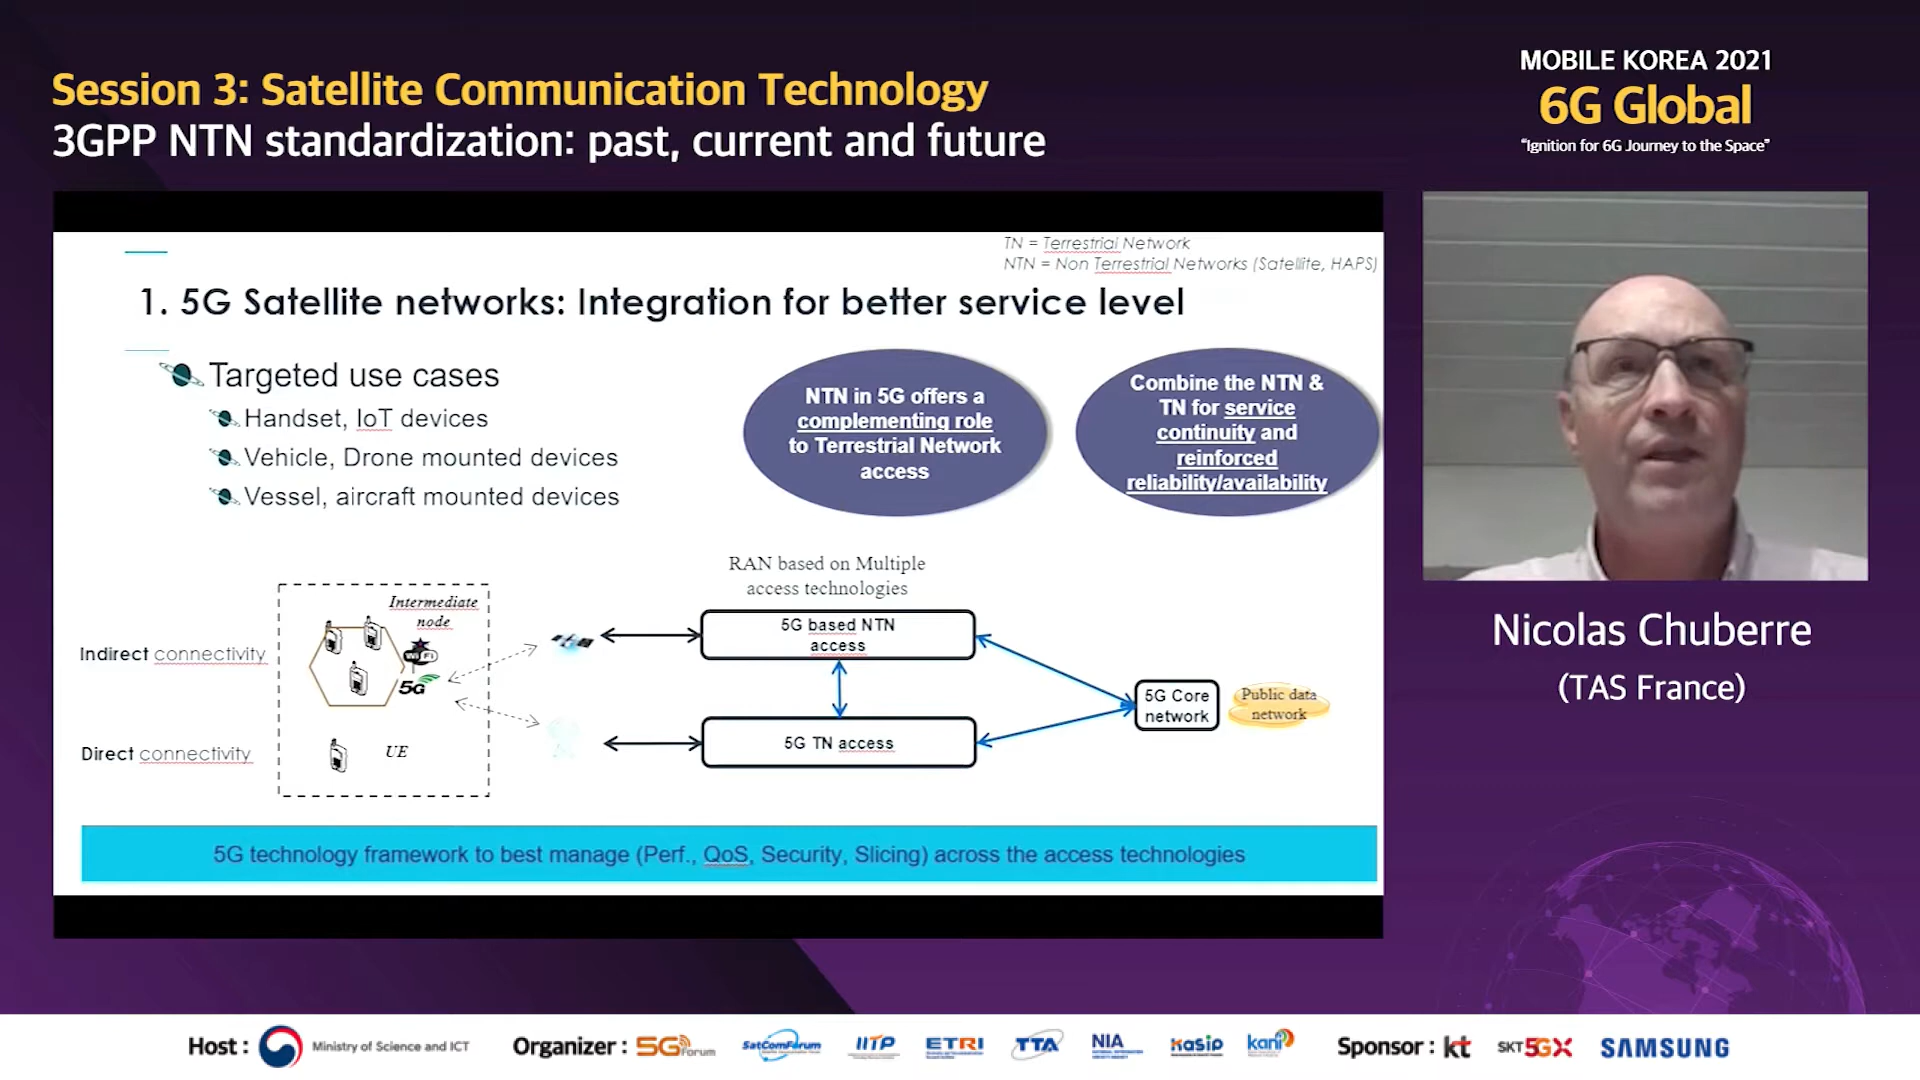 Session 3: Satellite Communication Technology
3GPP NTN standardization: past, current and future
MOBILE KOREA 2021
6G Global
“Ignition for 6G Journey to the Space”
TN = Terrestrial Network
NTN = Non Terrestrial Networks (Satellite, HAPS)
1. 5G Satellite networks: Integration for better service level
Targeted use cases
Handset, IoT devices
Vehicle, Drone mounted devices
Vessel, aircraft mounted devices
NTN in 5G offers a
complementing role
to Terrestrial Network
access
Combine the NTN &
TN for service
continuity and
reinforced
reliability/availability
RAN based on Multiple
access technologies
Intermediate
node
Wi Fi
5G
Indirect connectivity
Direct connectivity
UE
5G based NTN
access
5G TN access
5G Core
network
Public data
network
5G technology framework to best manage (Perf., QoS, Security, Slicing) across the access technologies
Nicolas Chuberre
(TAS France)
Host : Ministry of Science and ICT
Organizer : 5G forum SatComForum IITP ETRI TTA NIA kasip kani
Sponsor : kt SKT 5GX SAMSUNG